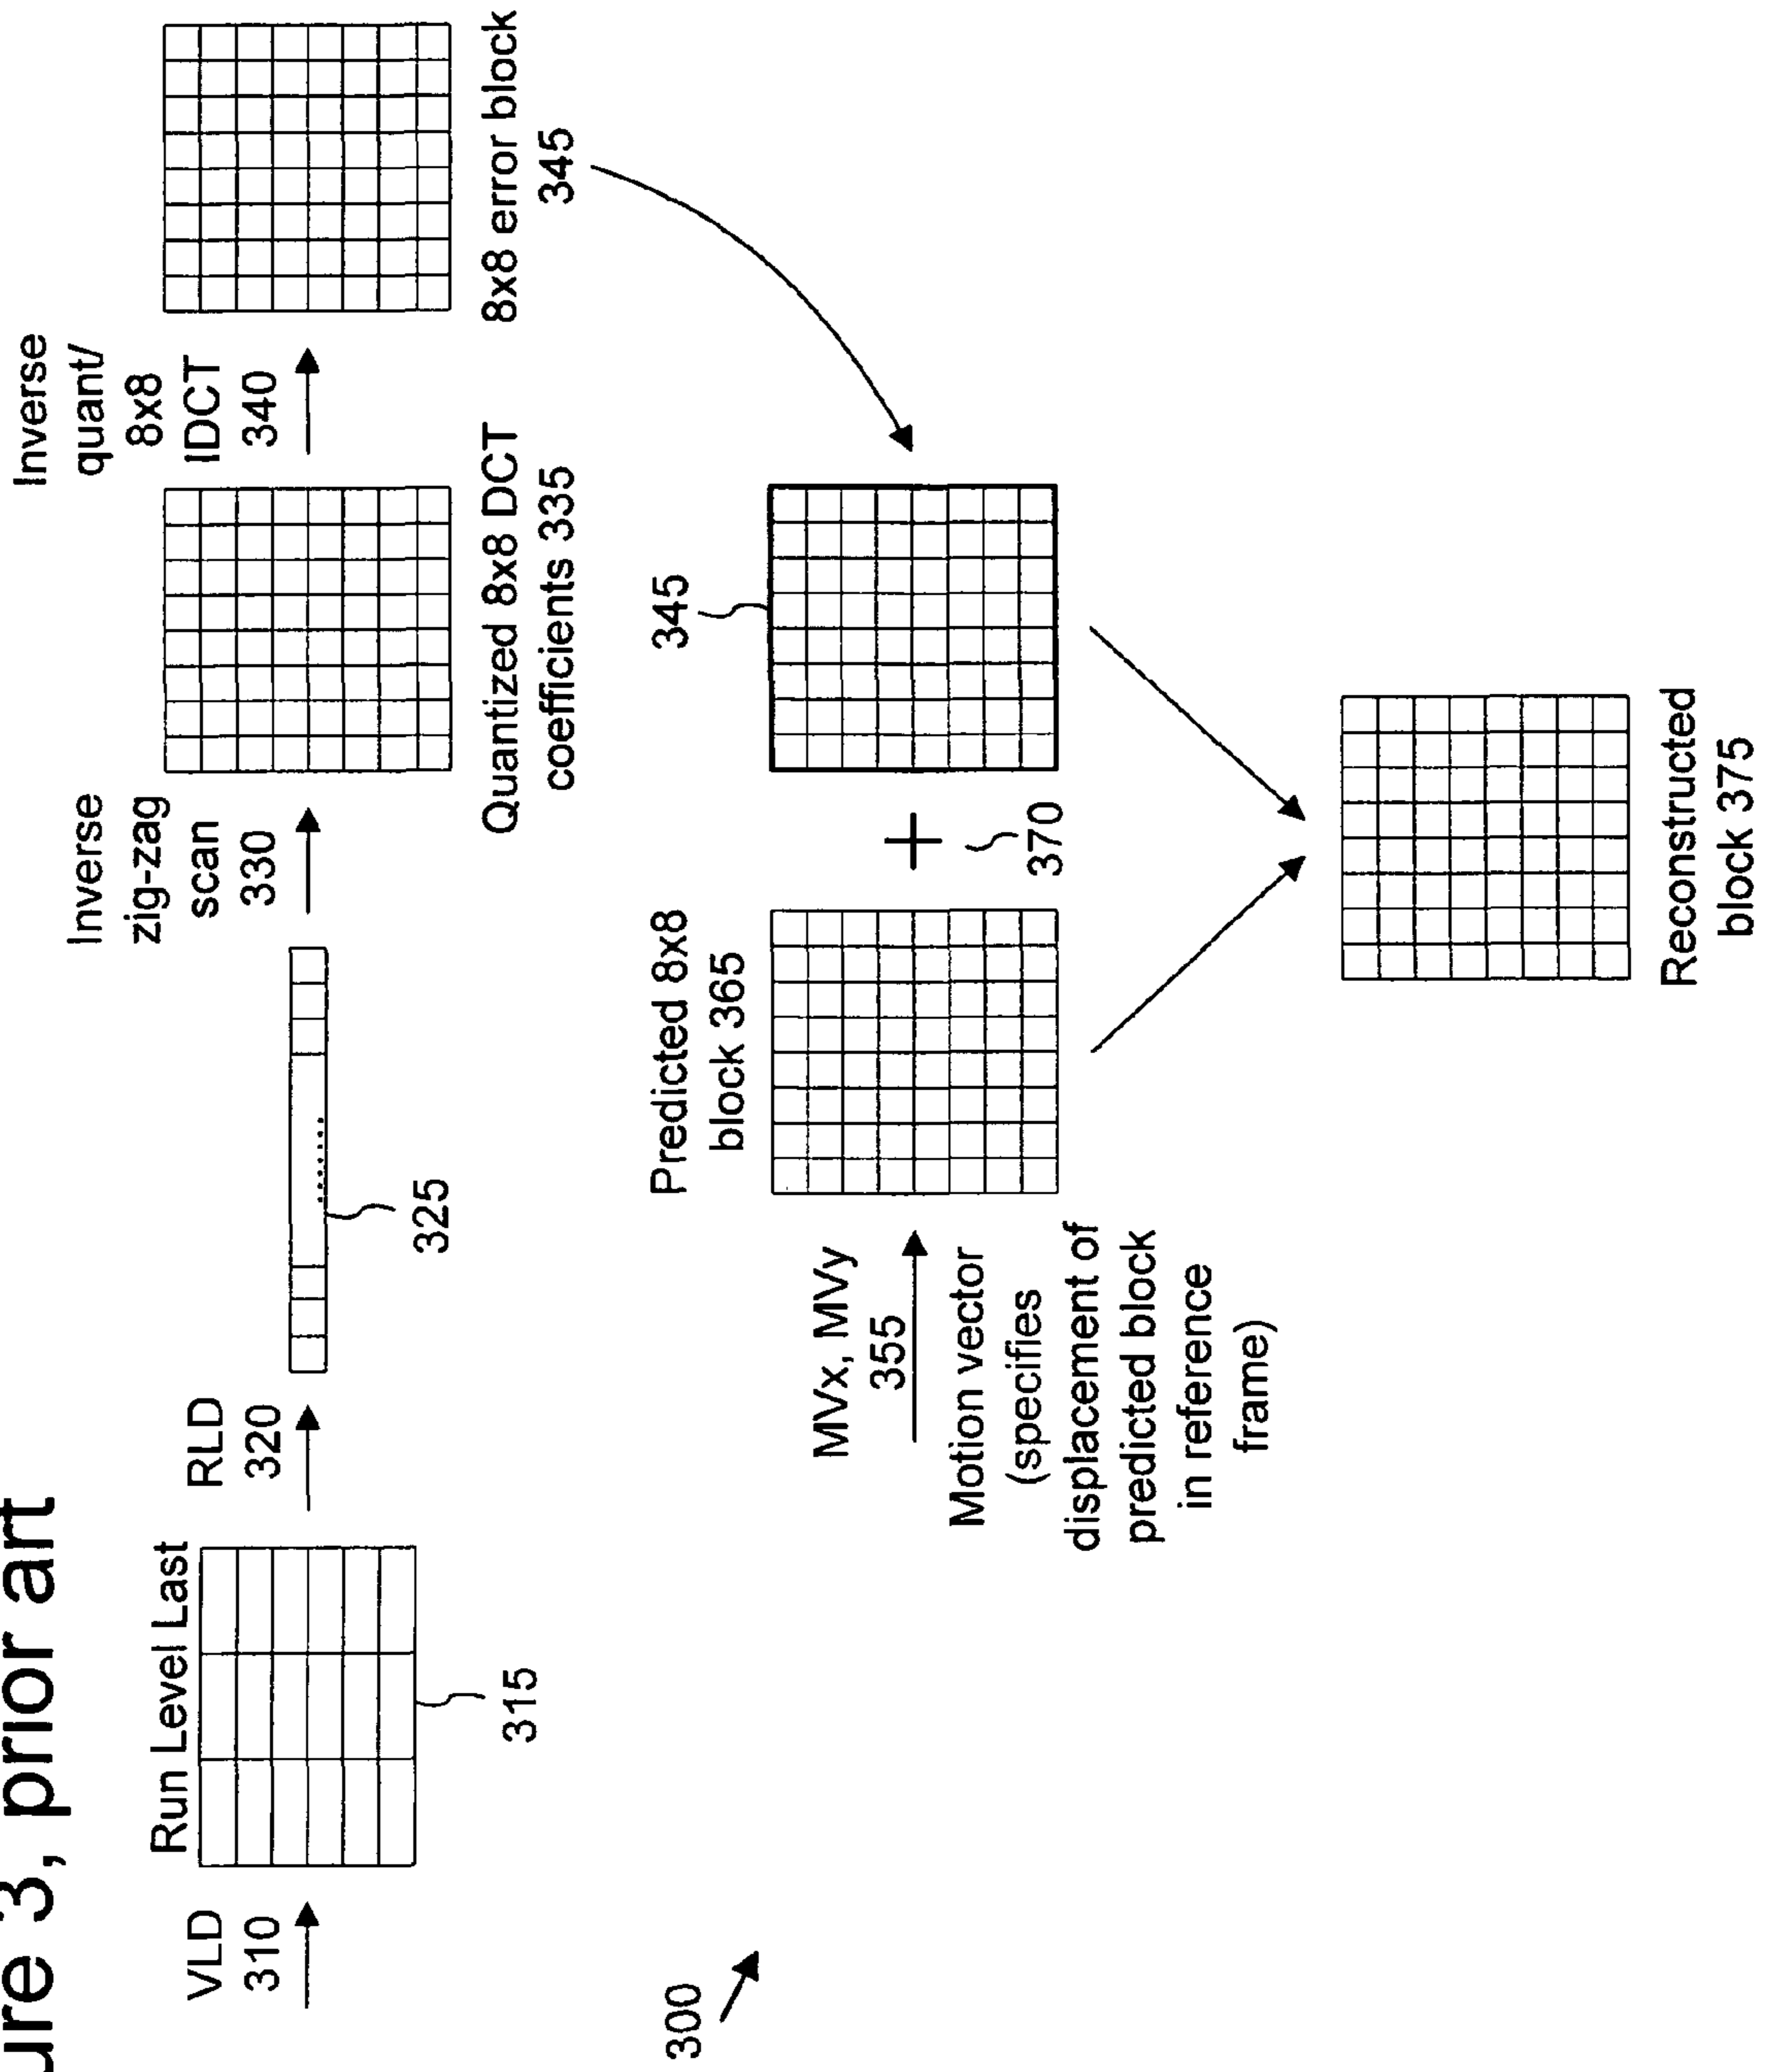 ure 3, prior art
VLD
310
Run Level Last
315
RLD
320
325
Inverse
zig-zag
scan
330
Quantized 8x8 DCT
coefficients 335
Inverse
quant/
8x8
IDCT
340
8x8 error block
345
300
MVx, MVy
355
Motion vector
(specifies
displacement of
predicted block
in reference
frame)
Predicted 8x8
block 365
+
370
345
Reconstructed
block 375